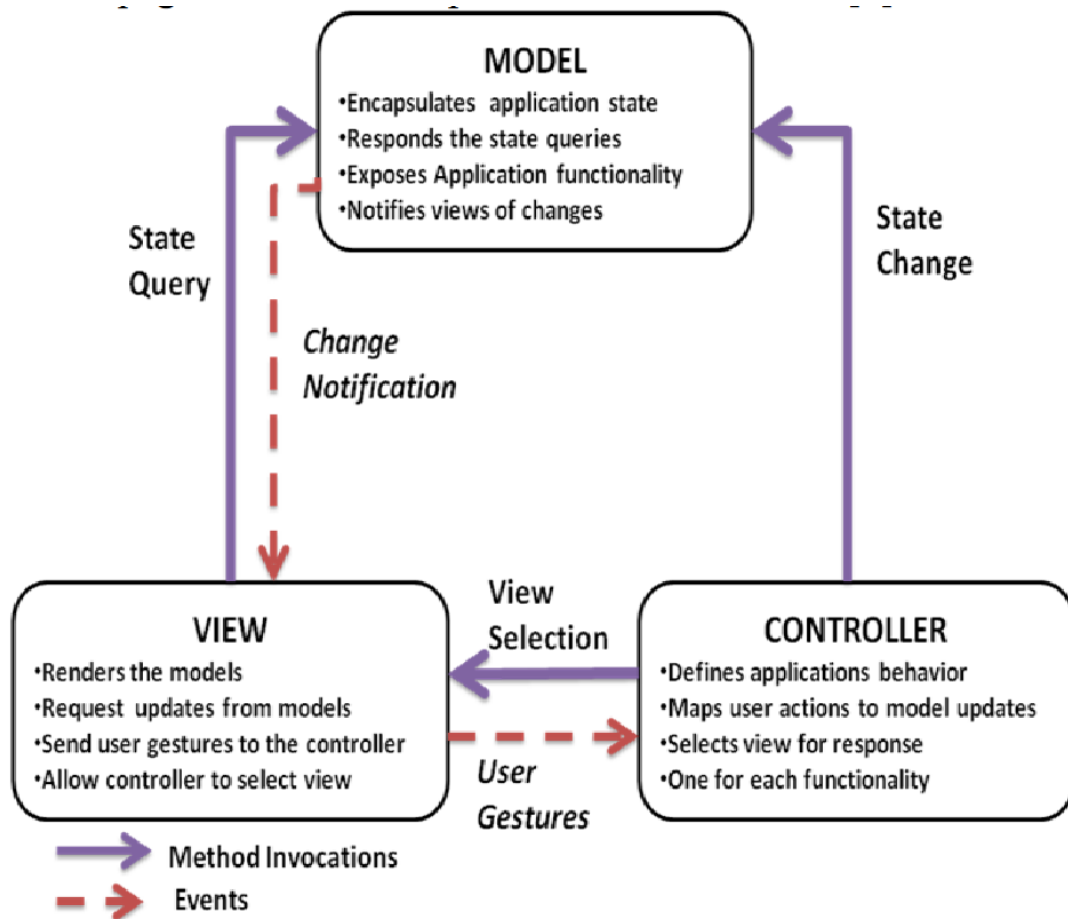 MODEL
•Encapsulates application state
•Responds the state queries
•Exposes Application functionality
•Notifies views of changes
State
Query
State
Change
Change
Notification
View
Selection
VIEW
•Renders the models
•Request updates from models
•Send user gestures to the controller
•Allow controller to select view
CONTROLLER
•Defines applications behavior
•Maps user actions to model updates
•Selects view for response
•One for each functionality
User
Gestures
Method Invocations
Events